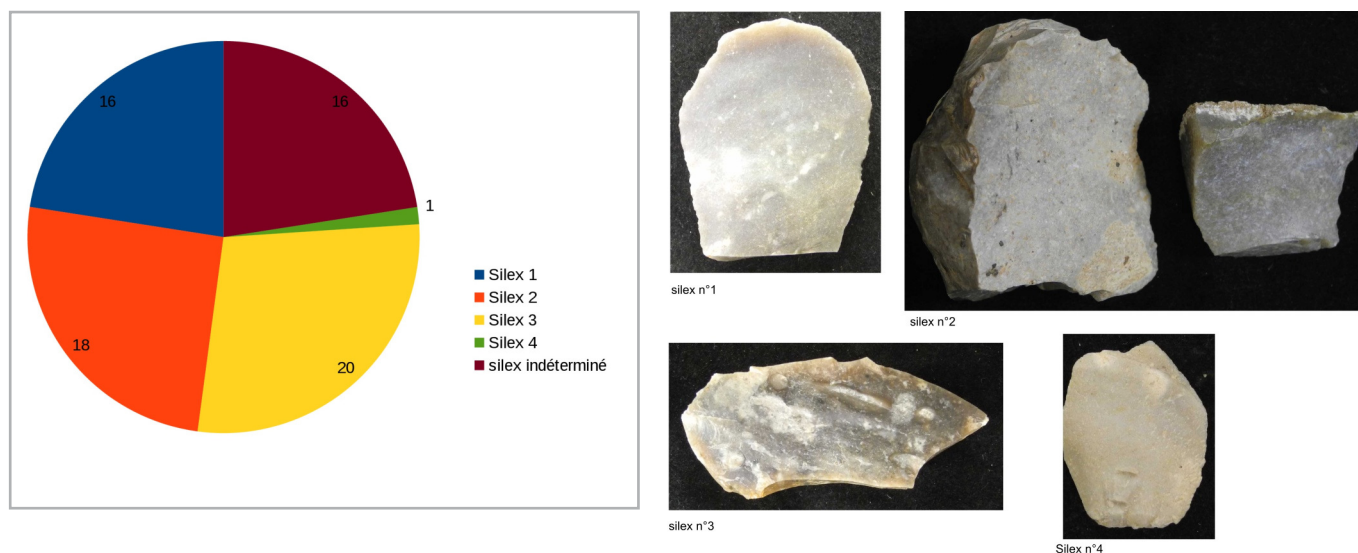 16
16
1
18
20
Silex 1
Silex 2
Silex 3
Silex 4
silex indéterminé
silex n°1
silex n°2
silex n°3
Silex n°4